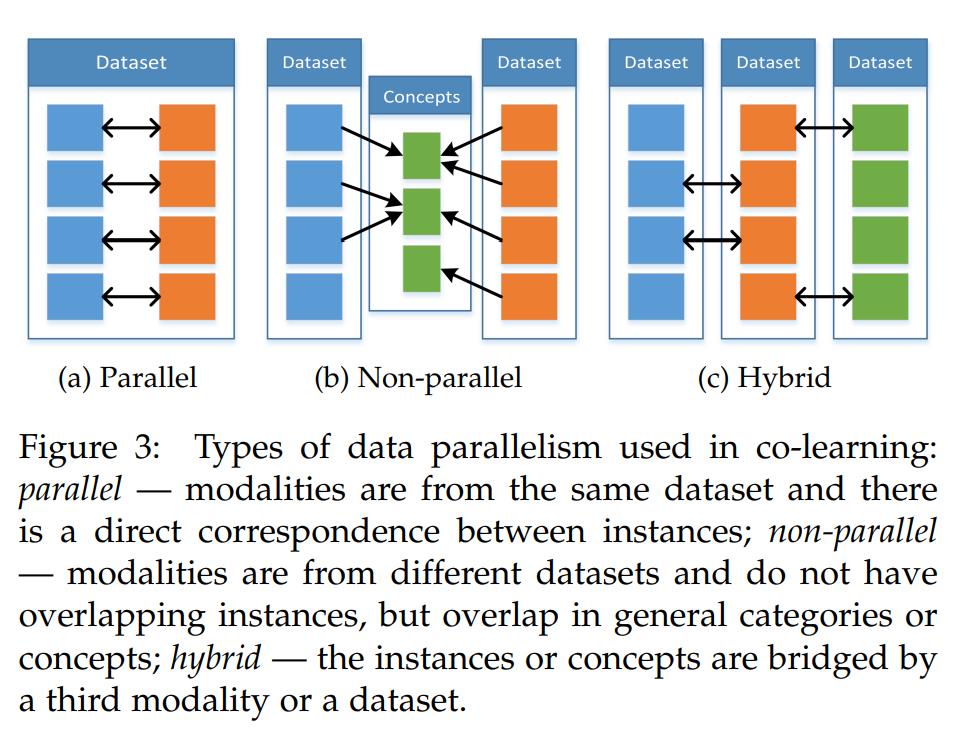 Dataset
Dataset
Concepts
Dataset
Dataset
Dataset
Dataset
(a) Parallel
(b) Non-parallel
(c) Hybrid
Figure 3: Types of data parallelism used in co-learning:
parallel — modalities are from the same dataset and there
is a direct correspondence between instances; non-parallel
— modalities are from different datasets and do not have
overlapping instances, but overlap in general categories or
concepts; hybrid — the instances or concepts are bridged by
a third modality or a dataset.